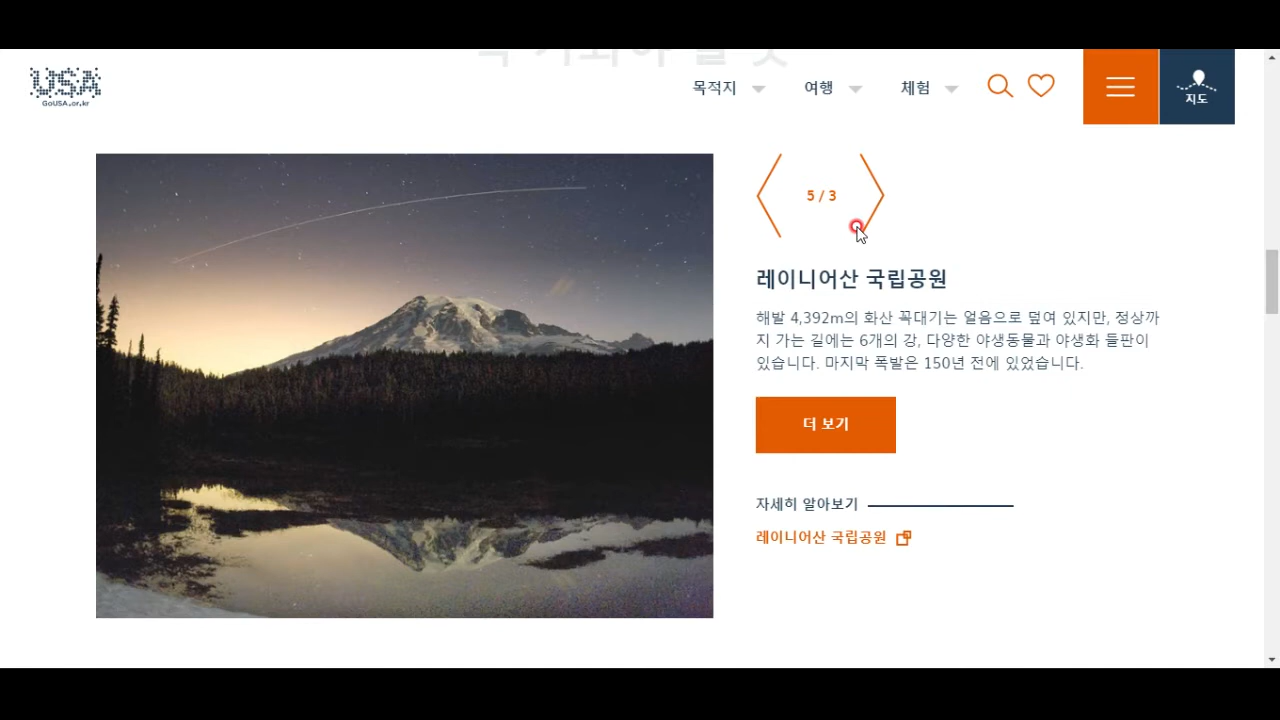 USA
GoUSA.or.kr
목적지
여행
체험
지도
5 / 3
레이니어산 국립공원
해발 4,392m의 화산 꼭대기는 얼음으로 덮여 있지만, 정상까
지 가는 길에는 6개의 강, 다양한 야생동물과 야생화 들판이
있습니다. 마지막 폭발은 150년 전에 있었습니다.
더 보기
자세히 알아보기
레이니어산 국립공원